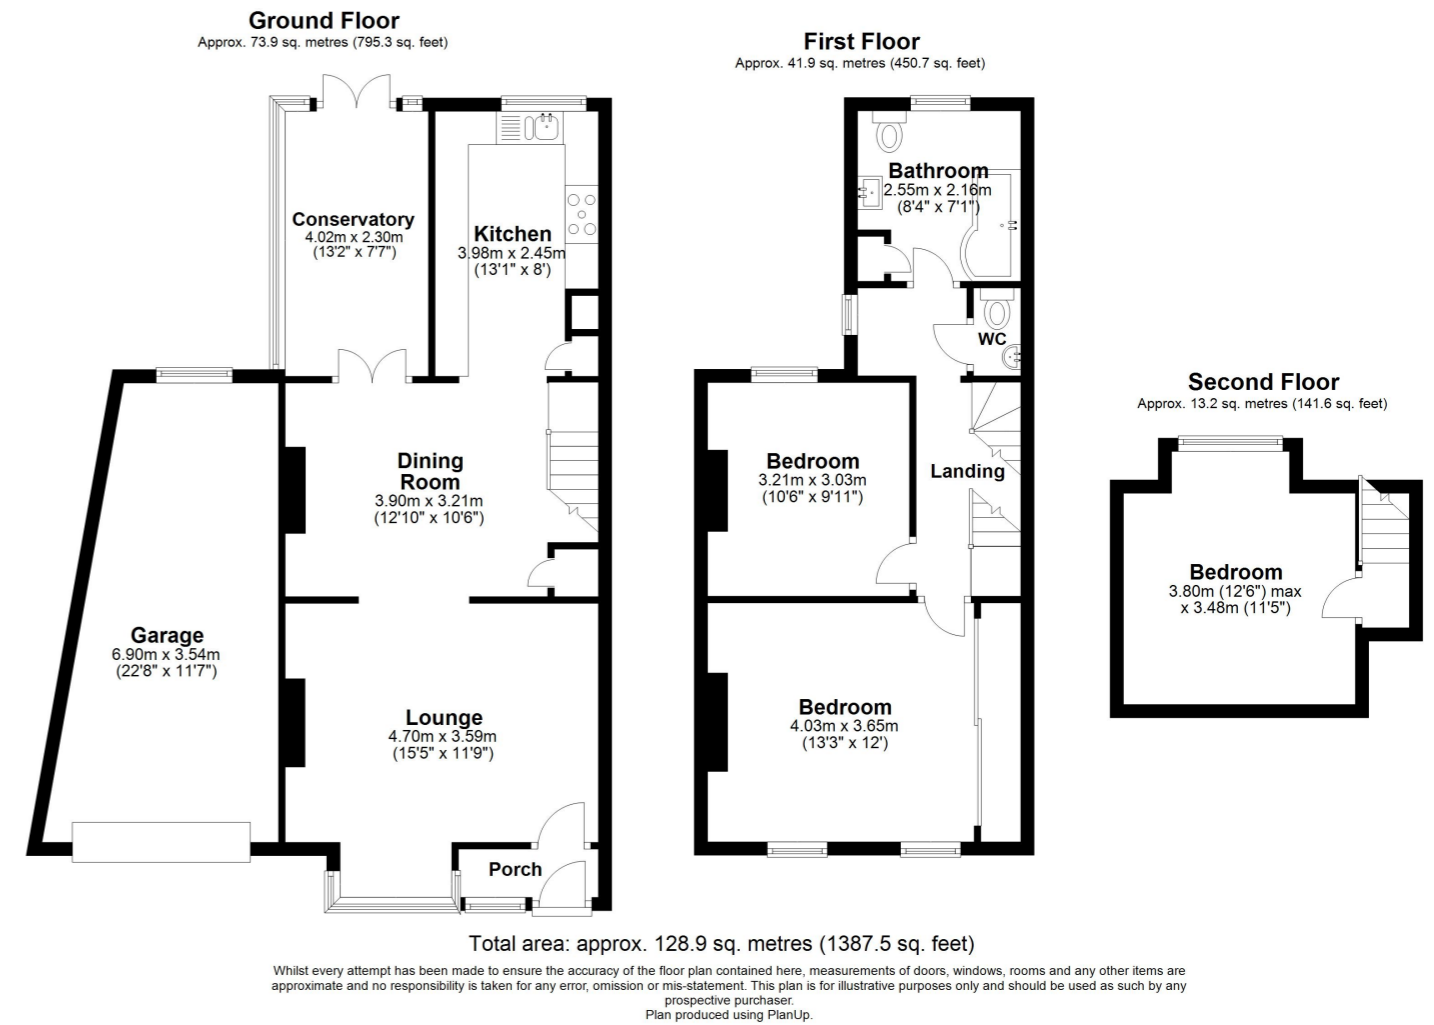 Ground Floor
Approx. 73.9 sq. metres (795.3 sq. feet)
Conservatory
4.02m x 2.30m
(13'2" x 7'7")
Kitchen
3.98m x 2.45m
(13'1" x 8')
Dining
Room
3.90m x 3.21m
(12'10" x 10'6")
Garage
6.90m x 3.54m
(22'8" x 11'7")
Lounge
4.70m x 3.59m
(15'5" x 11'9")
Porch
First Floor
Approx. 41.9 sq. metres (450.7 sq. feet)
Bathroom
2.55m x 2.16m
(8'4" x 7'1")
WC
Bedroom
3.21m x 3.03m
(10'6" x 9'11")
Landing
Bedroom
4.03m x 3.65m
(13'3" x 12')
Second Floor
Approx. 13.2 sq. metres (141.6 sq. feet)
Bedroom
3.80m (12'6") max
x 3.48m (11'5")
Total area: approx. 128.9 sq. metres (1387.5 sq. feet)
Whilst every attempt has been made to ensure the accuracy of the floor plan contained here, measurements of doors, windows, rooms and any other items are
approximate and no responsibility is taken for any error, omission or mis-statement. This plan is for illustrative purposes only and should be used as such by any
prospective purchaser.
Plan produced using PlanUp.